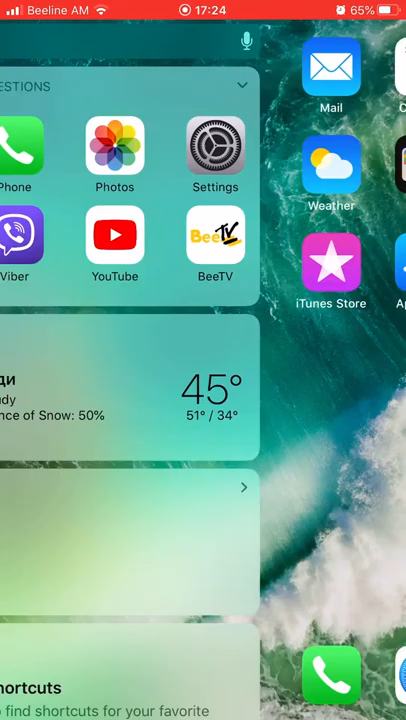 Beeline AM 17:24 65%
ESTIONS
Phone Photos Settings
Viber YouTube BeeTV
BeeTV
Mail
Weather
iTunes Store
ди
udy
45°
nce of Snow: 50% 51° / 34°
hortcuts
o find shortcuts for your favorite